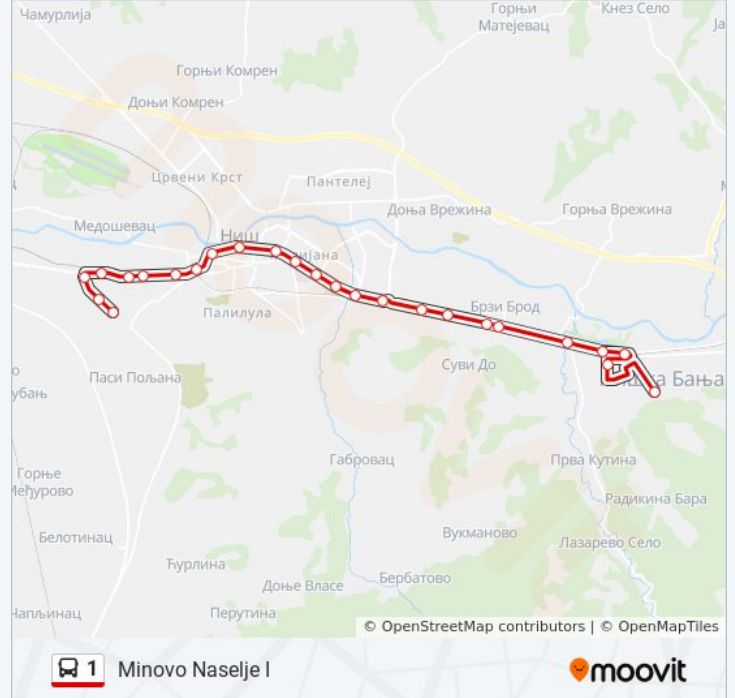 Чамурлија
Горњи
Матејевац
Кнез Село
Горњи Комрен
Доњи Комрен
Црвени Крст
Пантелеј
Доња Врежина
Горња Врежина
Медошевац
Ниш
Брзи Брод
Палилула
Суви До
Паси Пољана
Бања
Габровац
Прва Кутина
Горње
Радикина Бара
Вукманово
Белотинац
Лазарево Село
Ћурлина
Бербатово
Доње Власе
Перутина
© OpenStreetMap contributors | © OpenMapTiles
1 Minovo Naselje I
moovit